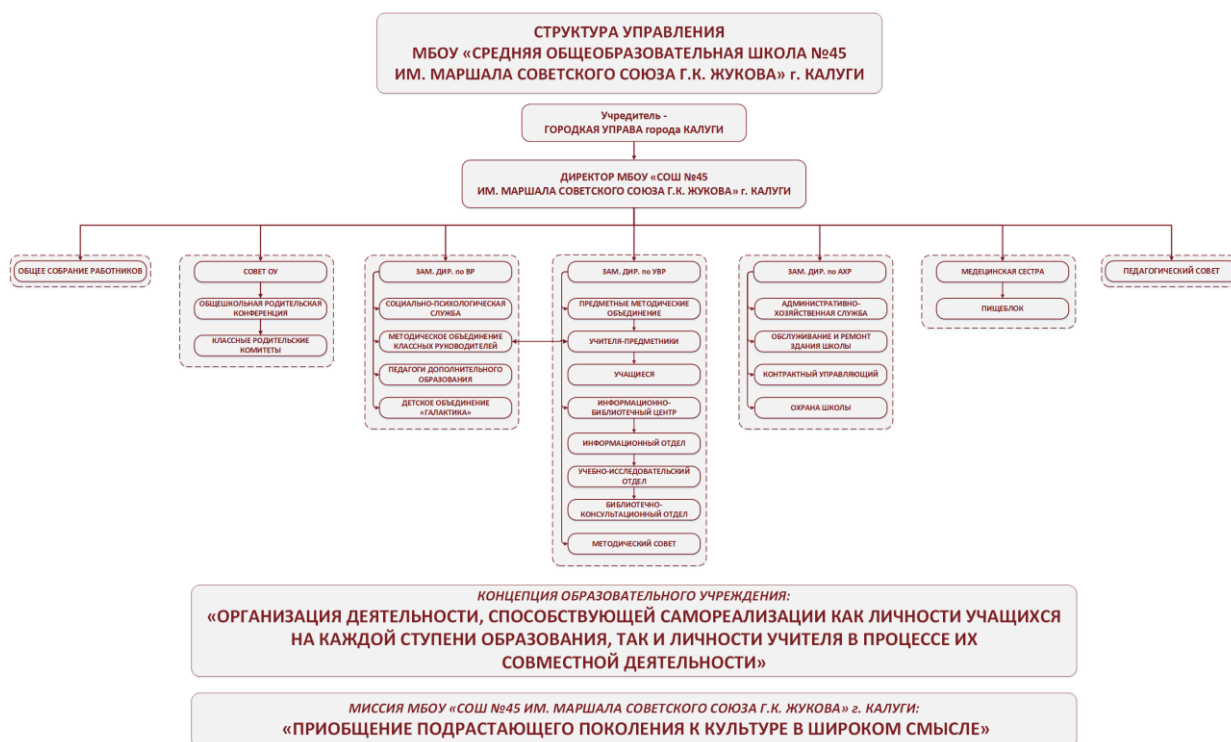 СТРУКТУРА УПРАВЛЕНИЯ
МБОУ «СРЕДНЯЯ ОБЩЕОБРАЗОВАТЕЛЬНАЯ ШКОЛА №45
ИМ. МАРШАЛА СОВЕТСКОГО СОЮЗА Г.К. ЖУКОВА» г. КАЛУГИ
Учредитель -
ГОРОДКАЯ УПРАВА города КАЛУГИ
ДИРЕКТОР МБОУ «СОШ №45
ИМ. МАРШАЛА СОВЕТСКОГО СОЮЗА Г.К. ЖУКОВА» г. КАЛУГИ
ОБЩЕЕ СОБРАНИЕ РАБОТНИКОВ
СОВЕТ ОУ
ОБЩЕШКОЛЬНАЯ РОДИТЕЛЬСКАЯ
КОНФЕРЕНЦИЯ
КЛАССНЫЕ РОДИТЕЛЬСКИЕ
КОМИТЕТЫ
ЗАМ. ДИР. по ВР
СОЦИАЛЬНО-ПСИХОЛОГИЧЕСКАЯ
СЛУЖБА
МЕТОДИЧЕСКОЕ ОБЪЕДИНЕНИЕ
КЛАССНЫХ РУКОВОДИТЕЛЕЙ
ПЕДАГОГИ ДОПОЛНИТЕЛЬНОГО
ОБРАЗОВАНИЯ
ДЕТСКОЕ ОБЪЕДИНЕНИЕ
«ГАЛАКТИКА»
ЗАМ. ДИР. по УВР
ПРЕДМЕТНЫЕ МЕТОДИЧЕСКИЕ
ОБЪЕДИНЕНИЕ
УЧИТЕЛЯ-ПРЕДМЕТНИКИ
УЧАЩИЕСЯ
ИНФОРМАЦИОННО-
БИБЛИОТЕЧНЫЙ ЦЕНТР
ИНФОРМАЦИОННЫЙ ОТДЕЛ
УЧЕБНО-ИССЛЕДОВАТЕЛЬСКИЙ
ОТДЕЛ
БИБЛИОТЕЧНО-
КОНСУЛЬТАЦИОННЫЙ ОТДЕЛ
МЕТОДИЧЕСКИЙ СОВЕТ
ЗАМ. ДИР. по АХР
АДМИНИСТРАТИВНО-
ХОЗЯЙСТВЕННАЯ СЛУЖБА
ОБСЛУЖИВАНИЕ И РЕМОНТ
ЗДАНИЯ ШКОЛЫ
КОНТРАКТНЫЙ УПРАВЛЯЮЩИЙ
ОХРАНА ШКОЛЫ
МЕДЕЦИНСКАЯ СЕСТРА
ПИЩЕБЛОК
ПЕДАГОГИЧЕСКИЙ СОВЕТ
КОНЦЕПЦИЯ ОБРАЗОВАТЕЛЬНОГО УЧРЕЖДЕНИЯ:
«ОРГАНИЗАЦИЯ ДЕЯТЕЛЬНОСТИ, СПОСОБСТВУЮЩЕЙ САМОРЕАЛИЗАЦИИ КАК ЛИЧНОСТИ УЧАЩИХСЯ
НА КАЖДОЙ СТУПЕНИ ОБРАЗОВАНИЯ, ТАК И ЛИЧНОСТИ УЧИТЕЛЯ В ПРОЦЕССЕ ИХ
СОВМЕСТНОЙ ДЕЯТЕЛЬНОСТИ»
МИССИЯ МБОУ «СОШ №45 ИМ. МАРШАЛА СОВЕТСКОГО СОЮЗА Г.К. ЖУКОВА» г. КАЛУГИ:
«ПРИОБЩЕНИЕ ПОДРАСТАЮЩЕГО ПОКОЛЕНИЯ К КУЛЬТУРЕ В ШИРОКОМ СМЫСЛЕ»